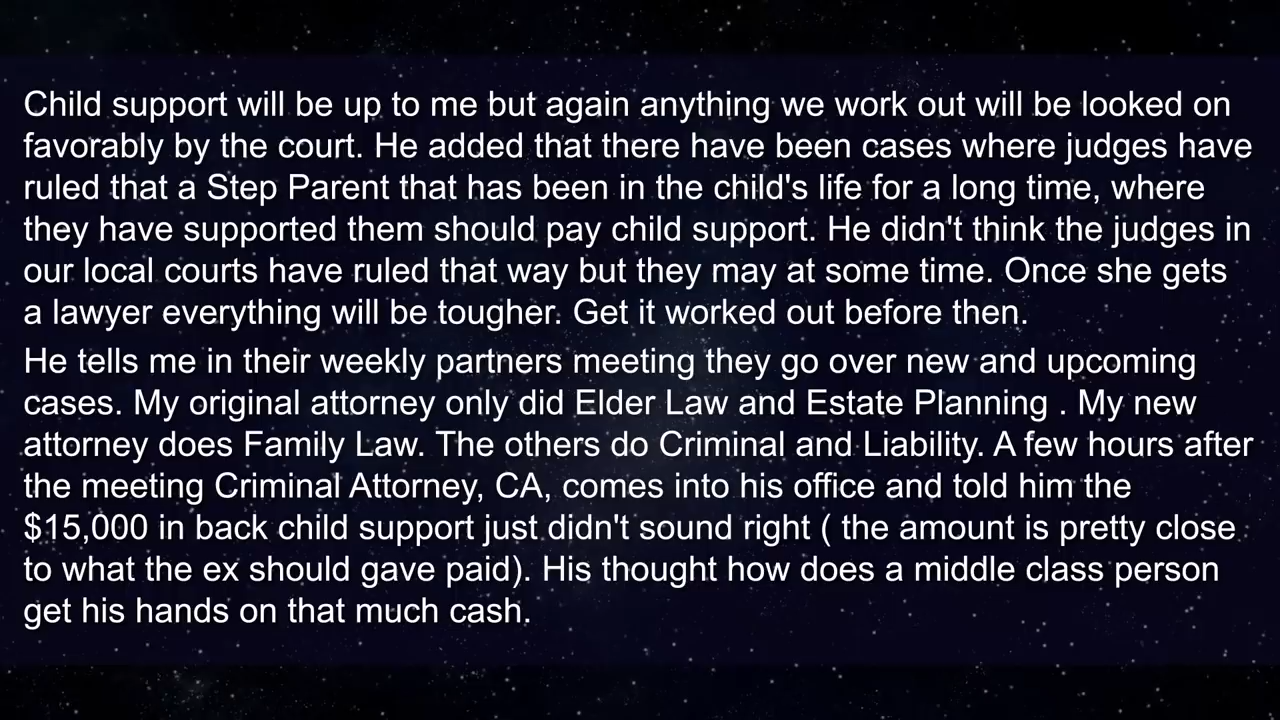 Child support will be up to me but again anything we work out will be looked on
favorably by the court. He added that there have been cases where judges have
ruled that a Step Parent that has been in the child's life for a long time, where
they have supported them should pay child support. He didn't think the judges in
our local courts have ruled that way but they may at some time. Once she gets
a lawyer everything will be tougher. Get it worked out before then.
He tells me in their weekly partners meeting they go over new and upcoming
cases. My original attorney only did Elder Law and Estate Planning . My new
attorney does Family Law. The others do Criminal and Liability. A few hours after
the meeting Criminal Attorney, CA, comes into his office and told him the
$15,000 in back child support just didn't sound right ( the amount is pretty close
to what the ex should gave paid). His thought how does a middle class person
get his hands on that much cash.